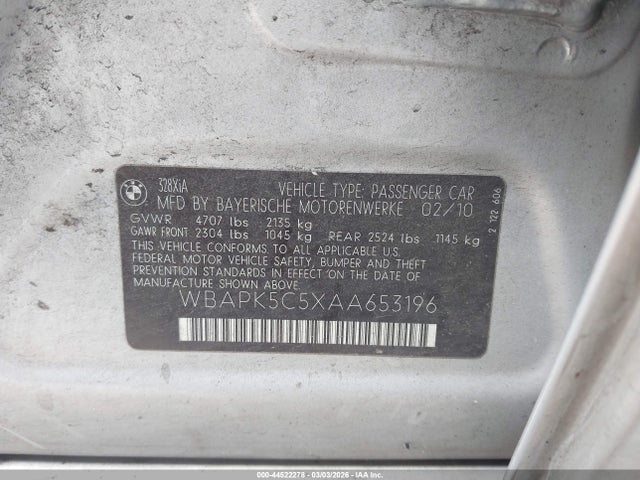 BMW
328XiA
VEHICLE TYPE: PASSENGER CAR
MFD BY BAYERISCHE MOTORENWERKE 02/10
GVWR 4707 lbs 2135 kg
GAWR FRONT 2304 lbs 1045 kg REAR 2524 lbs 1145 kg
THIS VEHICLE CONFORMS TO ALL APPLICABLE U.S.
FEDERAL MOTOR VEHICLE SAFETY, BUMPER AND THEFT
PREVENTION STANDARDS IN EFFECT ON THE DATE OF
MANUFACTURE SHOWN ABOVE.
WBAPK5C5XAA653196
2 122 606
000-44522278 | 03/03/2026 - IAA Inc.